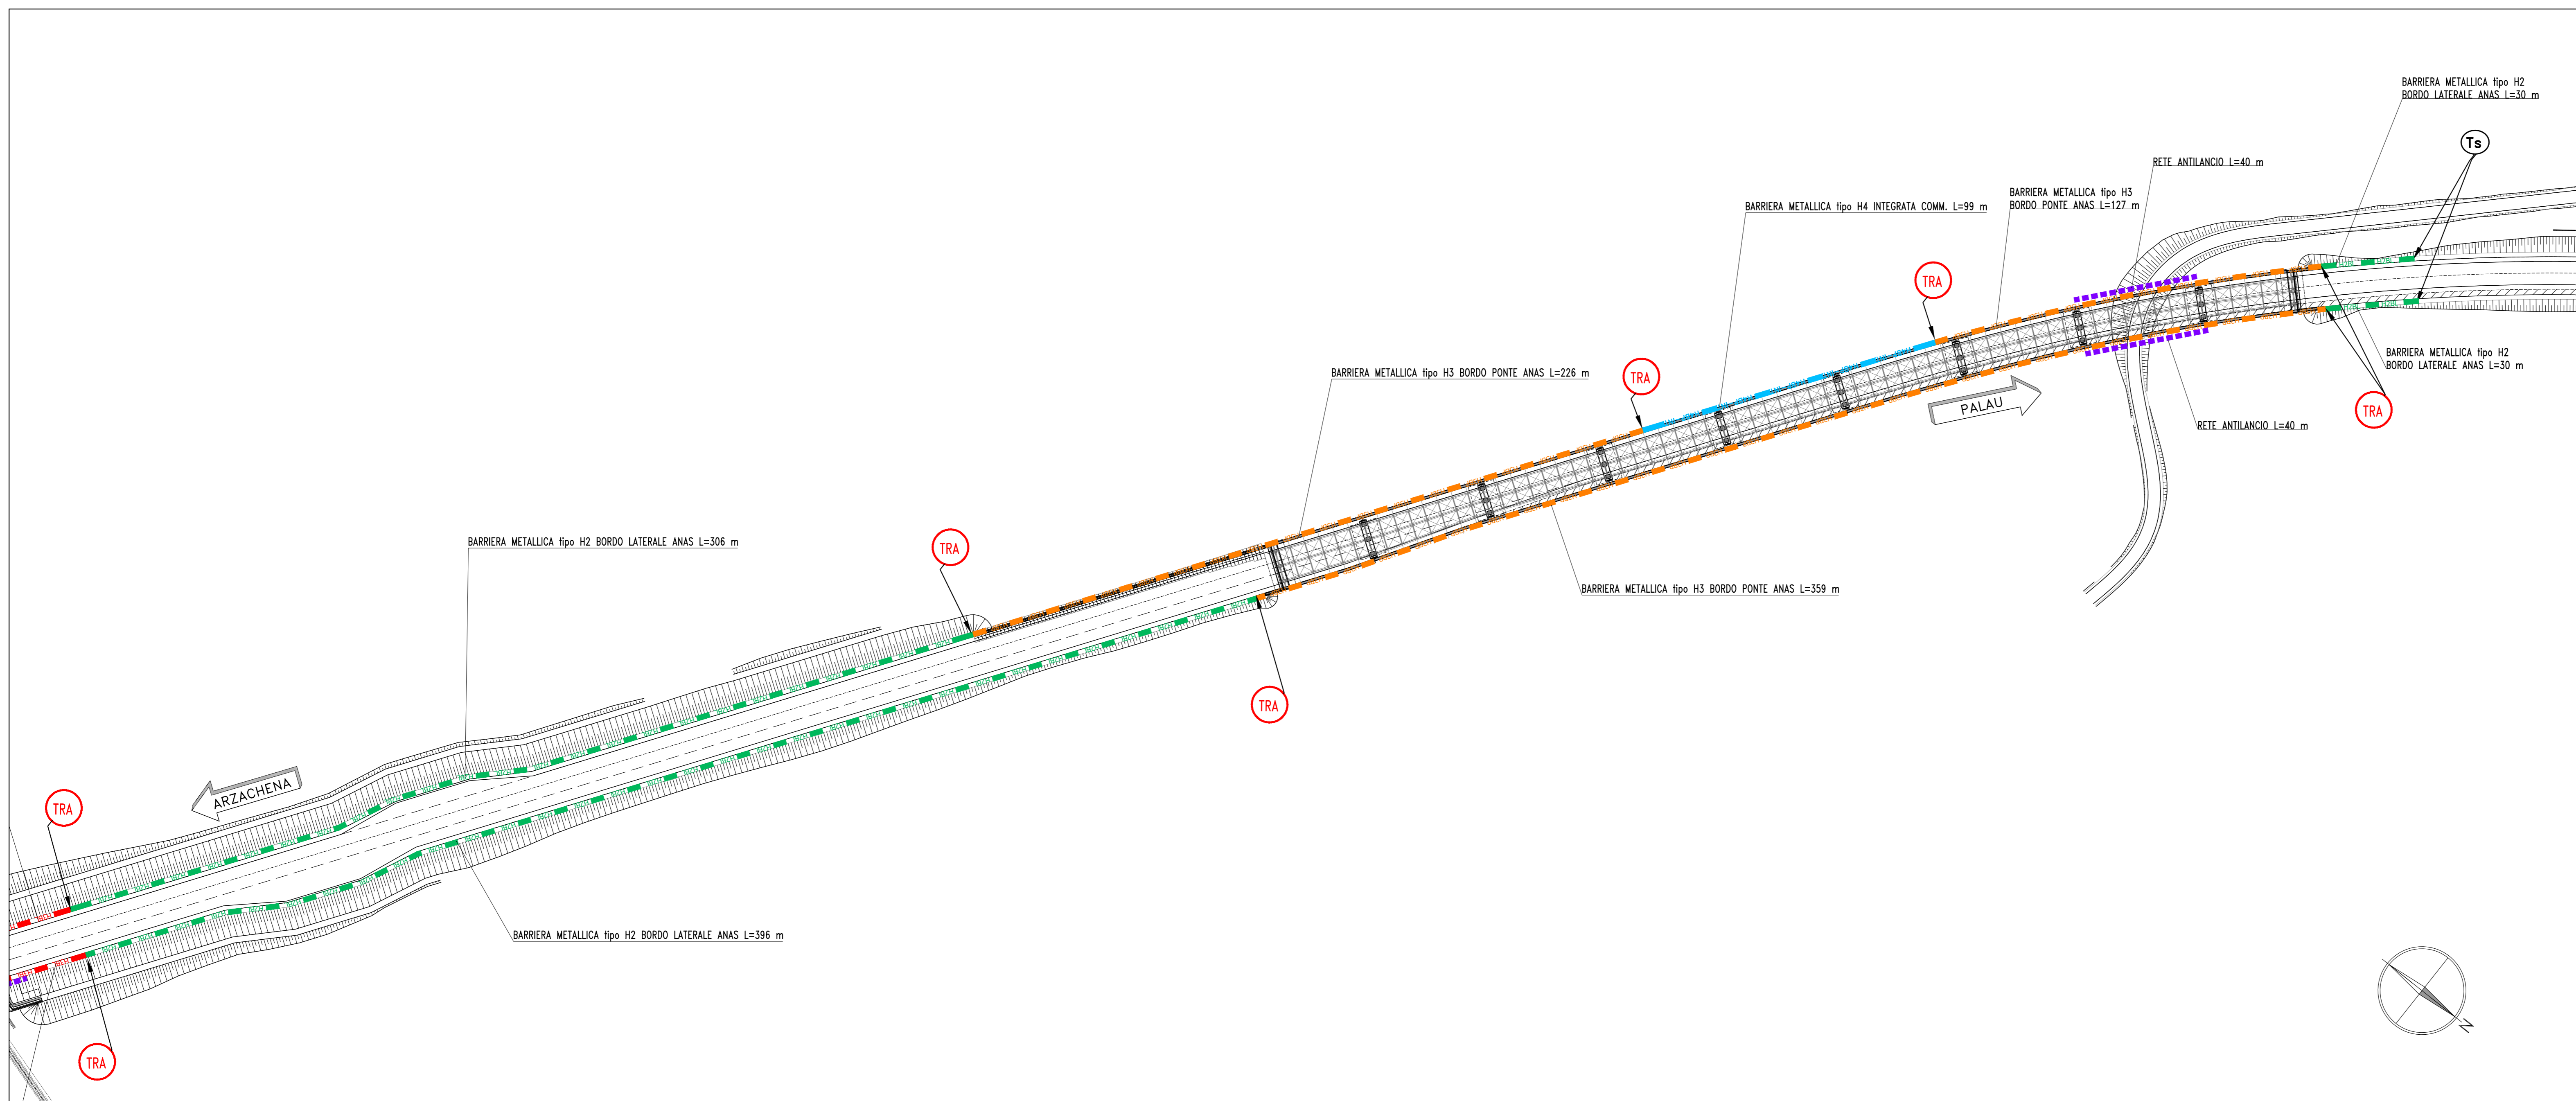 BARRIERA METALLICA tipo H2
BORDO LATERALE ANAS L=30 m
Ts
RETE ANTILANCIO L=40 m
BARRIERA METALLICA tipo H3
BORDO PONTE ANAS L=127 m
BARRIERA METALLICA tipo H4 INTEGRATA COMM. L=99 m
TRA
BARRIERA METALLICA tipo H2
BORDO LATERALE ANAS L=30 m
TRA
BARRIERA METALLICA tipo H3 BORDO PONTE ANAS L=226 m
TRA
PALAU
RETE ANTILANCIO L=40 m
BARRIERA METALLICA tipo H2 BORDO LATERALE ANAS L=306 m
TRA
BARRIERA METALLICA tipo H3 BORDO PONTE ANAS L=359 m
TRA
ARZACHENA
TRA
BARRIERA METALLICA tipo H2 BORDO LATERALE ANAS L=396 m
TRA
N